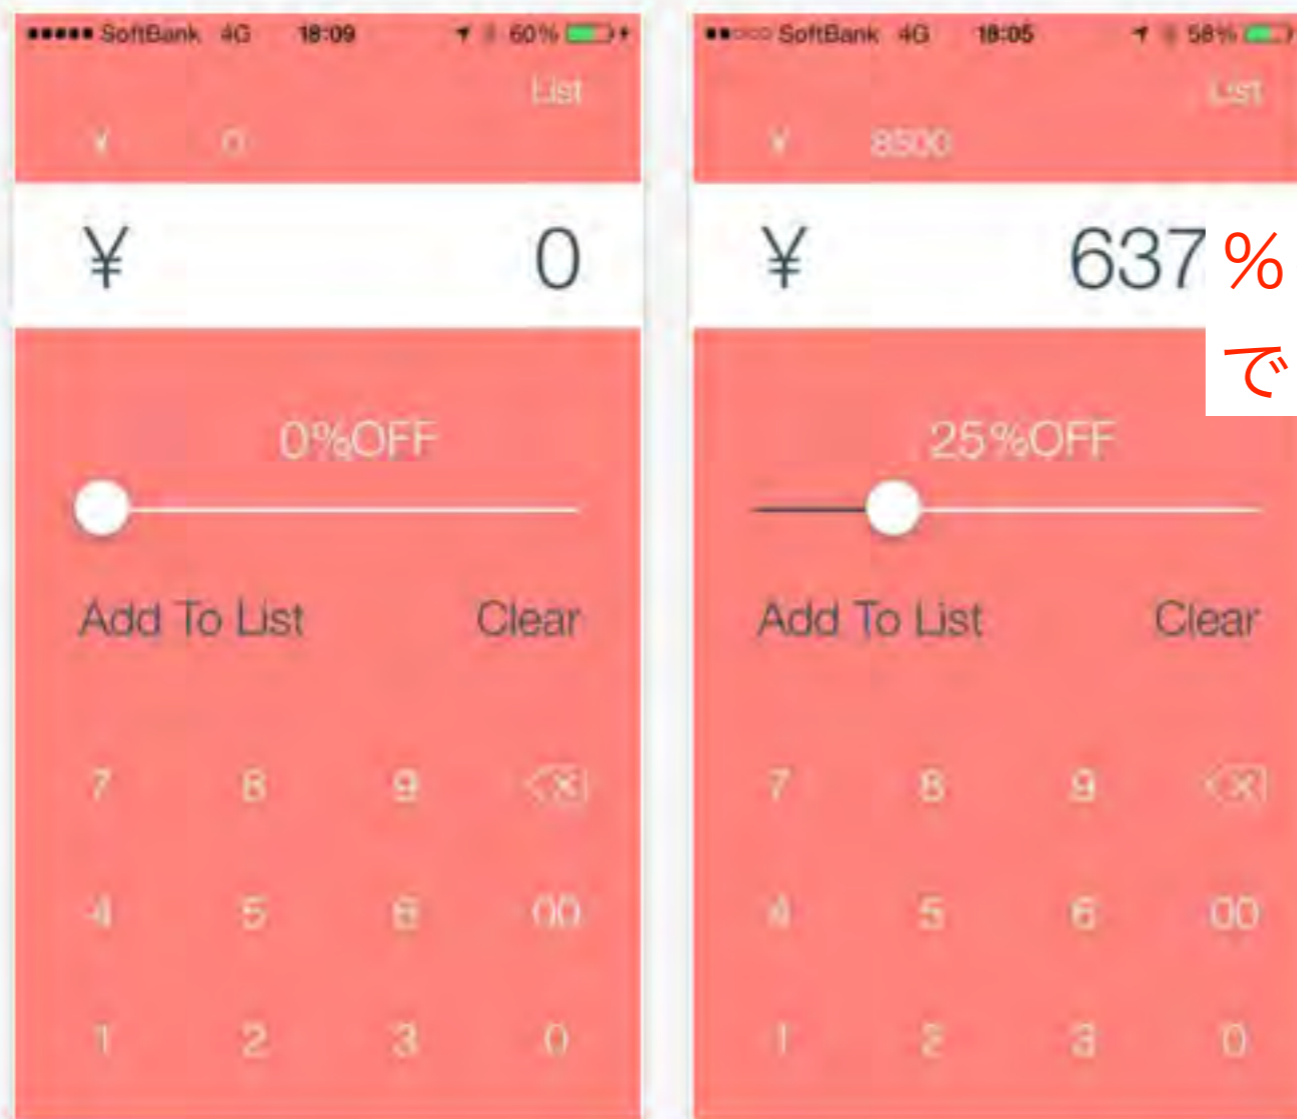 SoftBank 4G 18:09 60%
List
¥ 0
¥ 0
0%OFF
Add To List Clear
7 8 9
4 5 6 00
1 2 3 0
SoftBank 4G 18:05 58%
List
¥ 8500
¥ 637
%
で
25%OFF
Add To List Clear
7 8 9
4 5 6 00
1 2 3 0